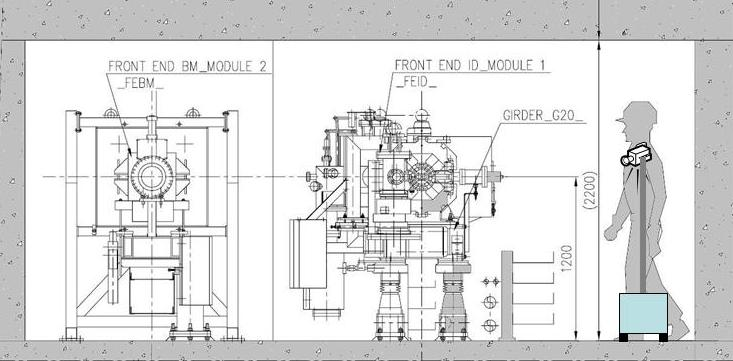 FRONT END BM_MODULE 2
_FEBM_
FRONT END ID_MODULE 1
_FEID_
GIRDER_G20_
(2200)
1200